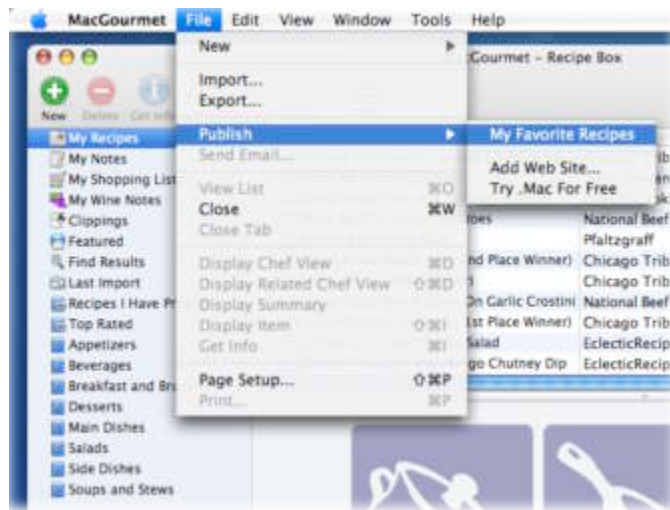 MacGourmet File Edit View Window Tools Help
New
Import...
Export...
Publish
Send Email...
View List ⌘O
Close ⌘W
Close Tab
Display Chef View ⌘D
Display Related Chef View ⇧⌘D
Display Summary
Display Item ⇧⌘I
Get Info ⌘I
Page Setup... ⇧⌘P
Print... ⌘P
My Favorite Recipes
Add Web Site...
Try .Mac For Free
Gourmet – Recipe Box
New Delete Get Info
My Recipes
My Notes
My Shopping List
My Wine Notes
Clippings
Featured
Find Results
Last Import
Recipes I Have
Top Rated
Appetizers
Beverages
Breakfast and
Desserts
Main Dishes
Salads
Side Dishes
Soups and Stews
National Beef
Pfaltzgraff
nd Place Winner) Chicago Trib
Chicago Trib
On Garlic Crostini National Beef
1st Place Winner) Chicago Trib
Salad EclecticRecip
go Chutney Dip EclecticRecip